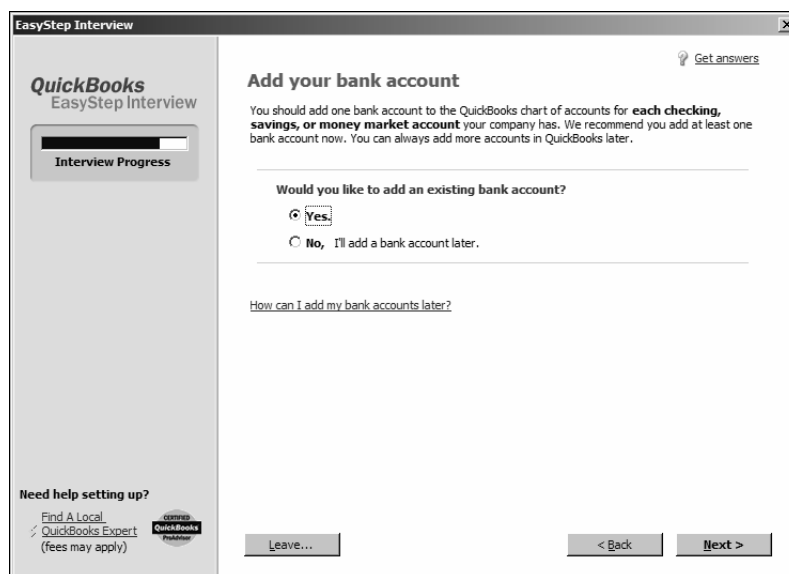 EasyStep Interview
QuickBooks
EasyStep Interview
Interview Progress
Get answers
Add your bank account
You should add one bank account to the QuickBooks chart of accounts for each checking,
savings, or money market account your company has. We recommend you add at least one
bank account now. You can always add more accounts in QuickBooks later.
Would you like to add an existing bank account?
Yes.
No, I'll add a bank account later.
How can I add my bank accounts later?
Need help setting up?
Find A Local
QuickBooks Expert
(fees may apply)
CERTIFIED
QuickBooks
ProAdvisor
Leave...
< Back
Next >